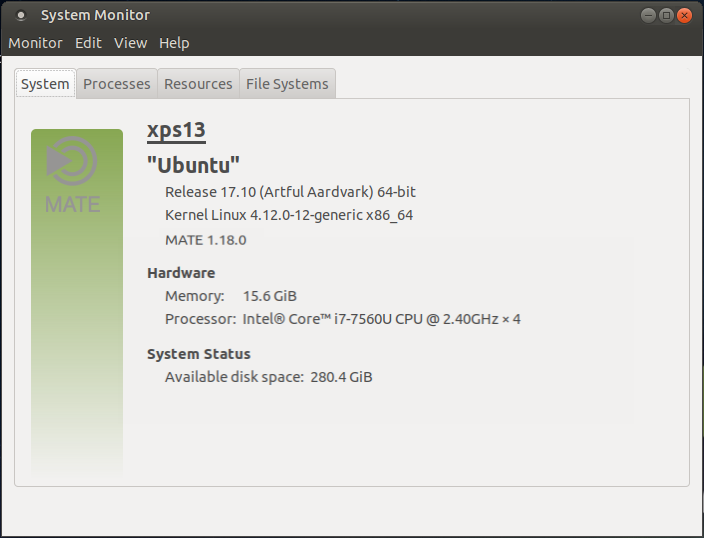 System Monitor
Monitor Edit View Help
System Processes Resources File Systems
MATE
xps13
"Ubuntu"
Release 17.10 (Artful Aardvark) 64-bit
Kernel Linux 4.12.0-12-generic x86_64
MATE 1.18.0
Hardware
Memory: 15.6 GiB
Processor: Intel® Core™ i7-7560U CPU @ 2.40GHz × 4
System Status
Available disk space: 280.4 GiB